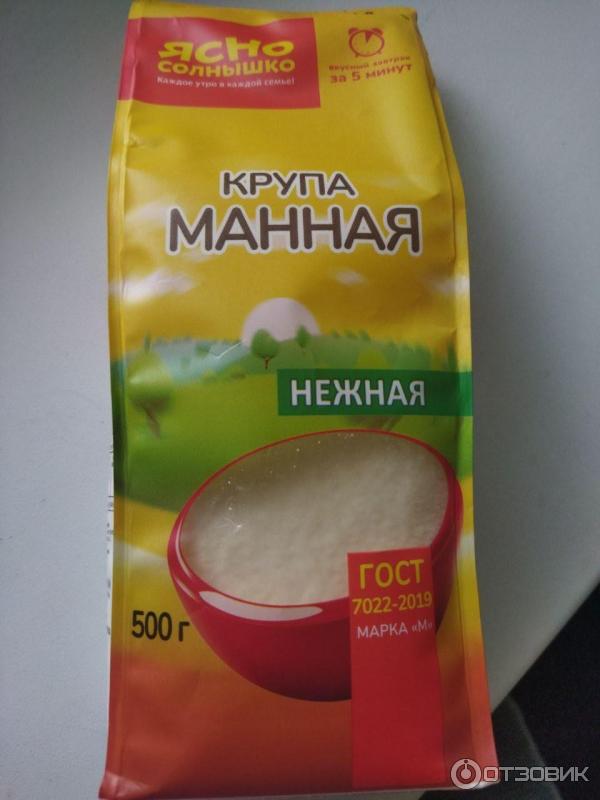 ЯСНО
СОЛНЫШКО
Каждое утро в каждой семье!
Вкусный завтрак
за 5 минут
КРУПА
МАННАЯ
НЕЖНАЯ
ГОСТ
7022-2019
МАРКА «М»
500 г
ОТЗОВИК